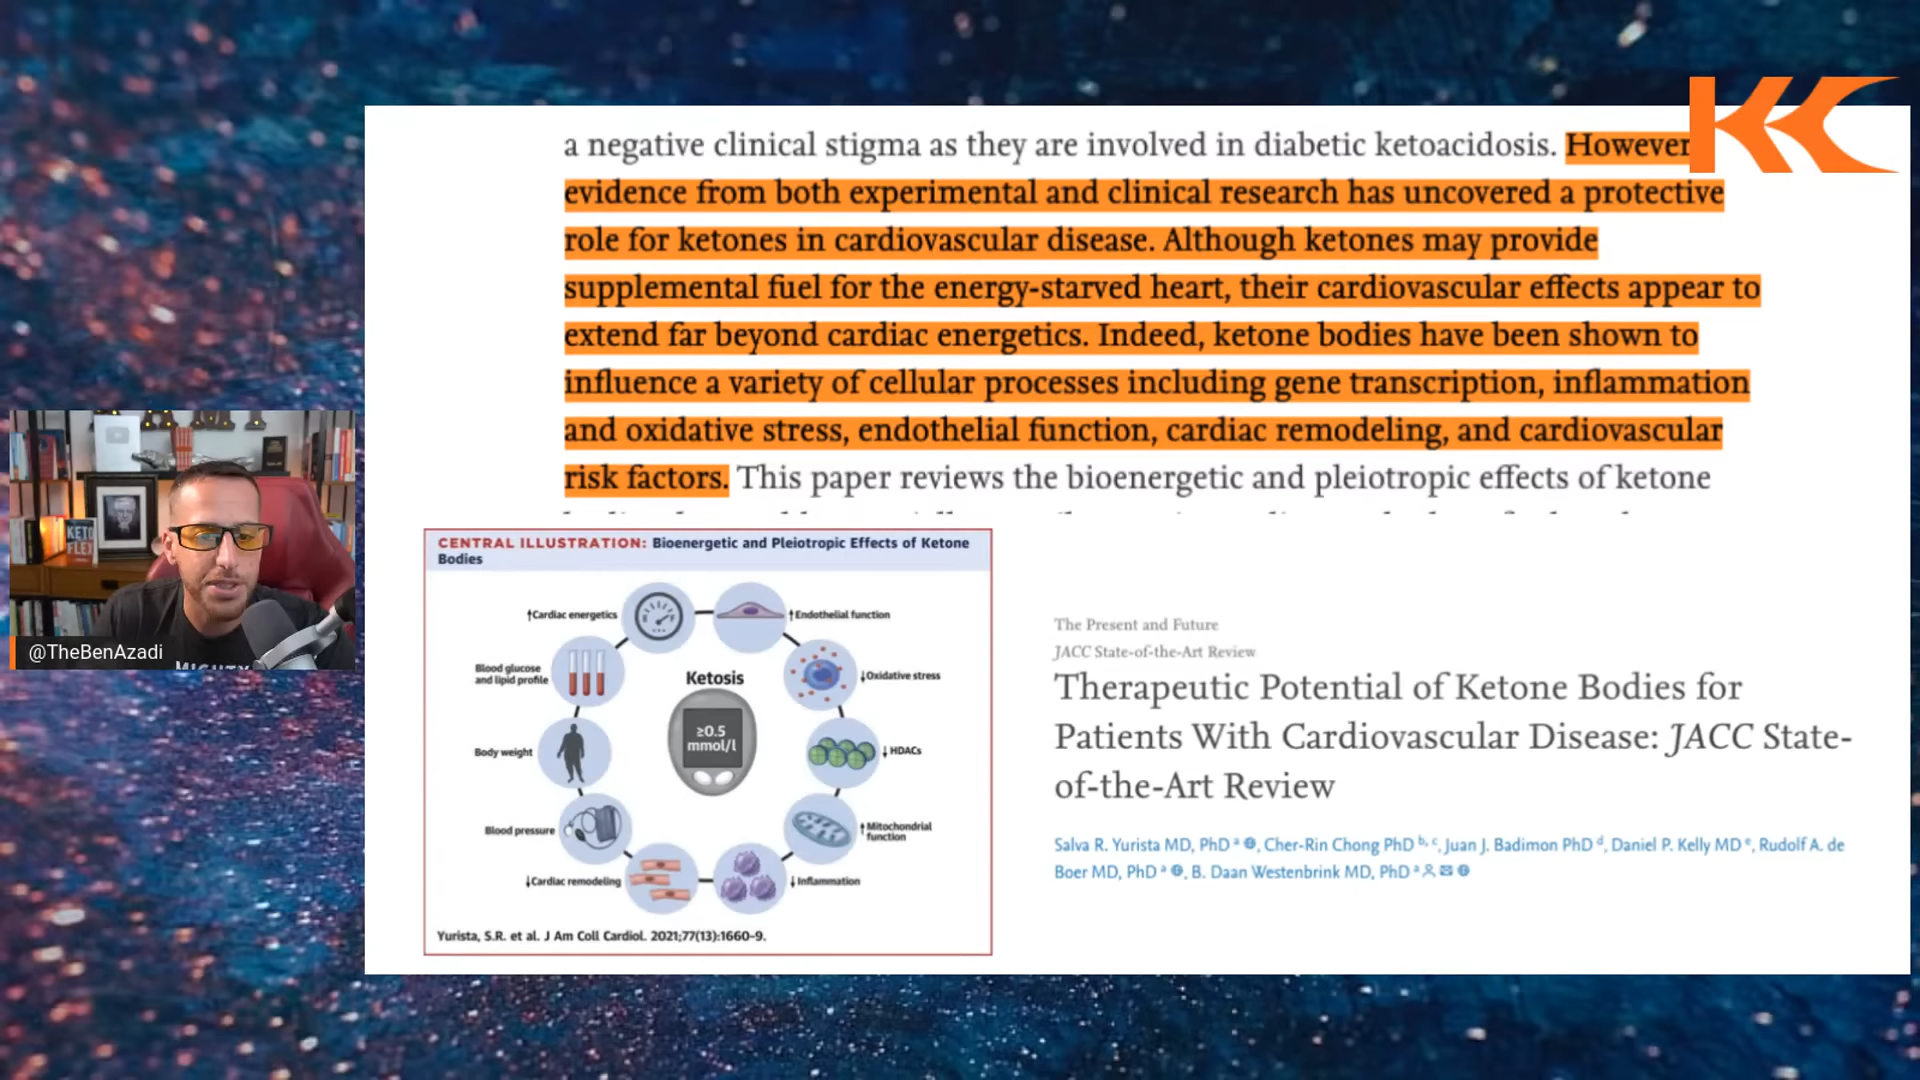 a negative clinical stigma as they are involved in diabetic ketoacidosis. However
evidence from both experimental and clinical research has uncovered a protective
role for ketones in cardiovascular disease. Although ketones may provide
supplemental fuel for the energy-starved heart, their cardiovascular effects appear to
extend far beyond cardiac energetics. Indeed, ketone bodies have been shown to
influence a variety of cellular processes including gene transcription, inflammation
and oxidative stress, endothelial function, cardiac remodeling, and cardiovascular
risk factors. This paper reviews the bioenergetic and pleiotropic effects of ketone
KC
KETO
FLEX
@TheBenAzadi
CENTRAL ILLUSTRATION: Bioenergetic and Pleiotropic Effects of Ketone
Bodies
↑Cardiac energetics
↑Endothelial function
Blood glucose
and lipid profile
↓Oxidative stress
Ketosis
≥0.5
mmol/l
Body weight
↓HDACs
Blood pressure
↑Mitochondrial
function
↓Cardiac remodeling
↓Inflammation
Yurista, S.R. et al. J Am Coll Cardiol. 2021;77(13):1660-9.
The Present and Future
JACC State-of-the-Art Review
Therapeutic Potential of Ketone Bodies for
Patients With Cardiovascular Disease: JACC State-
of-the-Art Review
Salva R. Yurista MD, PhD a, Cher-Rin Chong PhD b, c, Juan J. Badimon PhD d, Daniel P. Kelly MD e, Rudolf A. de
Boer MD, PhD a, B. Daan Westenbrink MD, PhD a